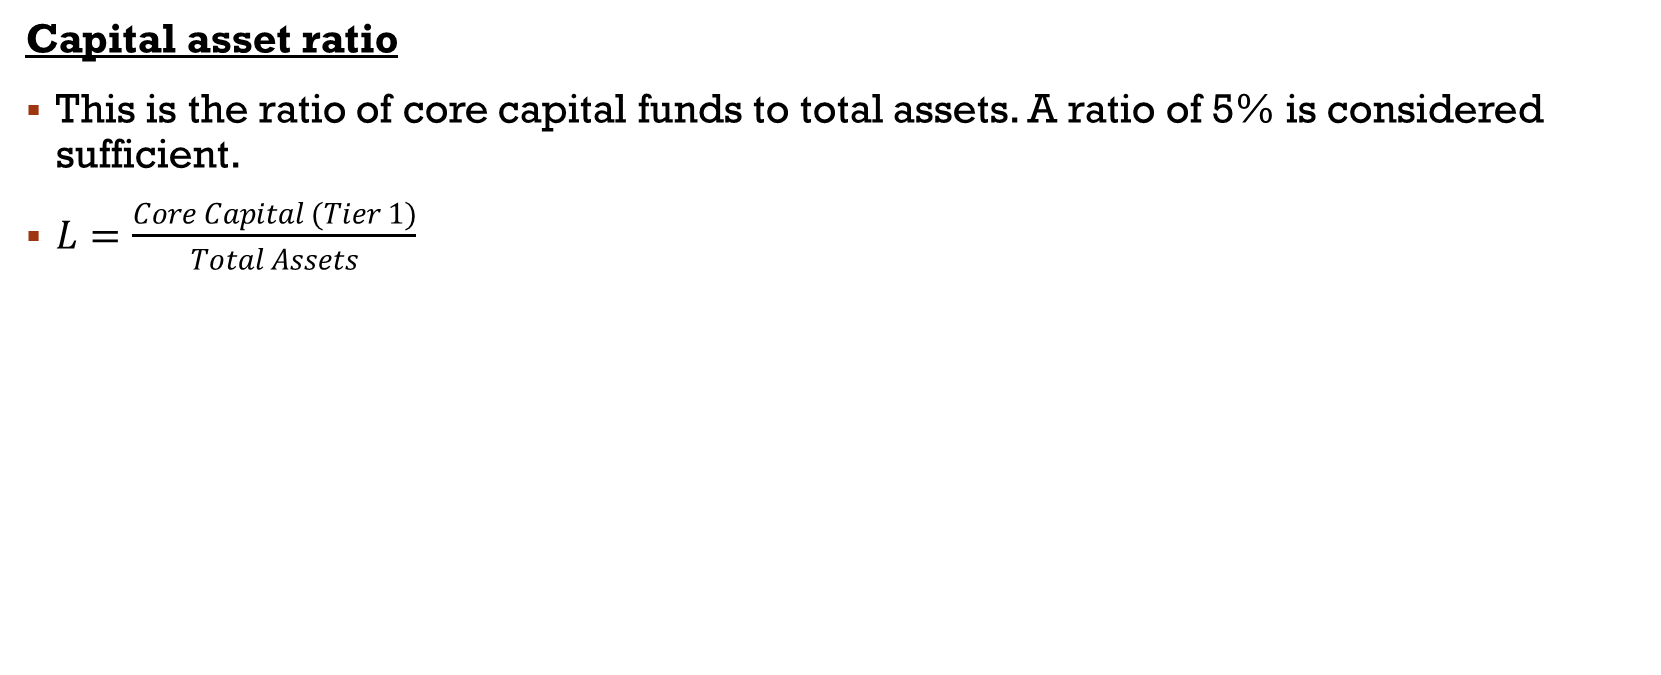 Capital asset ratio
▪ This is the ratio of core capital funds to total assets. A ratio of 5% is considered
sufficient.
▪ L = Core Capital (Tier 1)
Total Assets